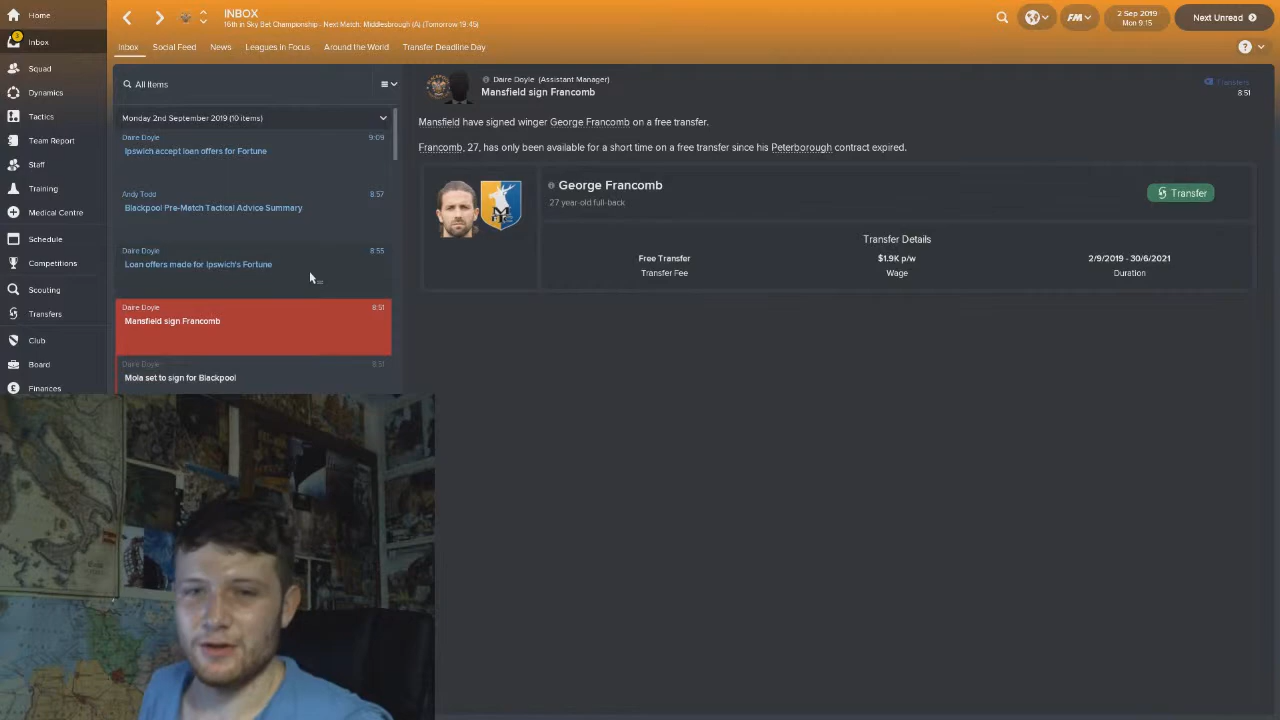 Home
Inbox
3
Squad
Dynamics
Tactics
Team Report
Staff
Training
Medical Centre
Schedule
Competitions
Scouting
Transfers
Club
Board
Finances
INBOX
16th in Sky Bet Championship - Next Match: Middlesbrough (A) (Tomorrow 19:45)
FM
2 Sep 2019
Mon 9:15
Next Unread
Inbox
Social Feed
News
Leagues in Focus
Around the World
Transfer Deadline Day
?
All Items
Monday 2nd September 2019 (10 items)
Daire Doyle 9:09
Ipswich accept loan offers for Fortune
Andy Todd 8:57
Blackpool Pre-Match Tactical Advice Summary
Daire Doyle 8:55
Loan offers made for Ipswich's Fortune
Daire Doyle 8:51
Mansfield sign Francomb
Daire Doyle 8:51
Mola set to sign for Blackpool
Daire Doyle (Assistant Manager)
Mansfield sign Francomb
Transfers
8:51
Mansfield have signed winger George Francomb on a free transfer.
Francomb, 27, has only been available for a short time on a free transfer since his Peterborough contract expired.
George Francomb
27 year-old full-back
Transfer
Transfer Details
Free Transfer
Transfer Fee
$1.9K p/w
Wage
2/9/2019 - 30/6/2021
Duration